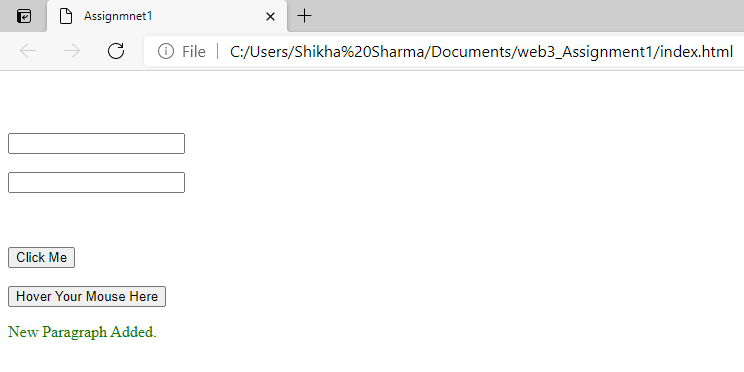 Assignmnet1
File C:/Users/Shikha%20Sharma/Documents/web3_Assignment1/index.html
Click Me
Hover Your Mouse Here
New Paragraph Added.